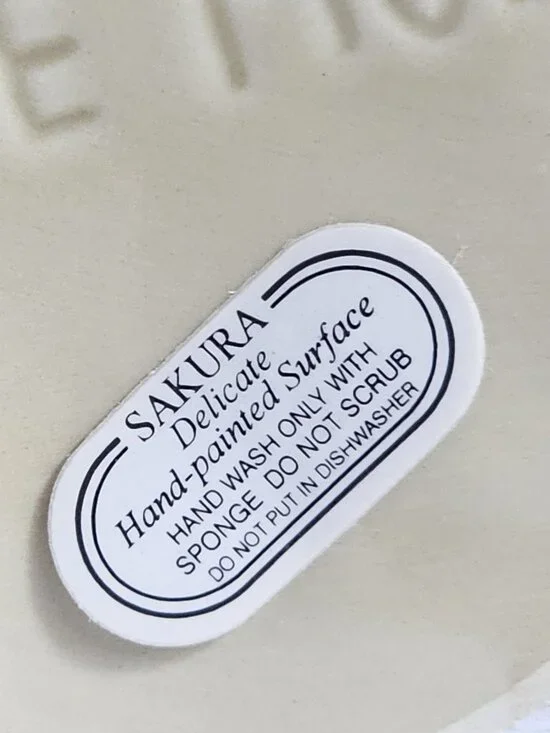 SAKURA
Delicate
Hand-painted Surface
HAND WASH ONLY WITH
SPONGE DO NOT SCRUB
DO NOT PUT IN DISHWASHER